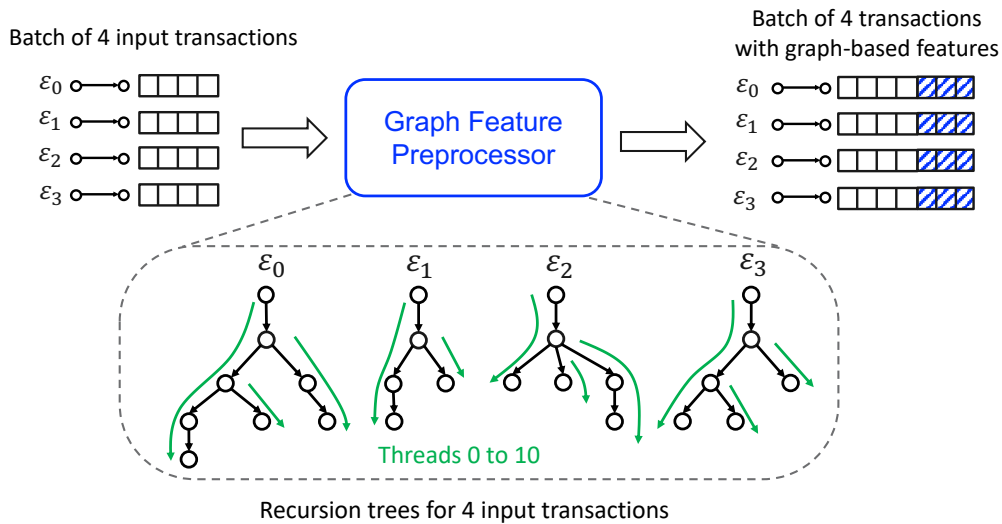 Batch of 4 input transactions
Batch of 4 transactions
with graph-based features
ε0
ε1
ε2
ε3
Graph Feature
Preprocessor
ε0
ε1
ε2
ε3
ε0
ε1
ε2
ε3
Threads 0 to 10
Recursion trees for 4 input transactions